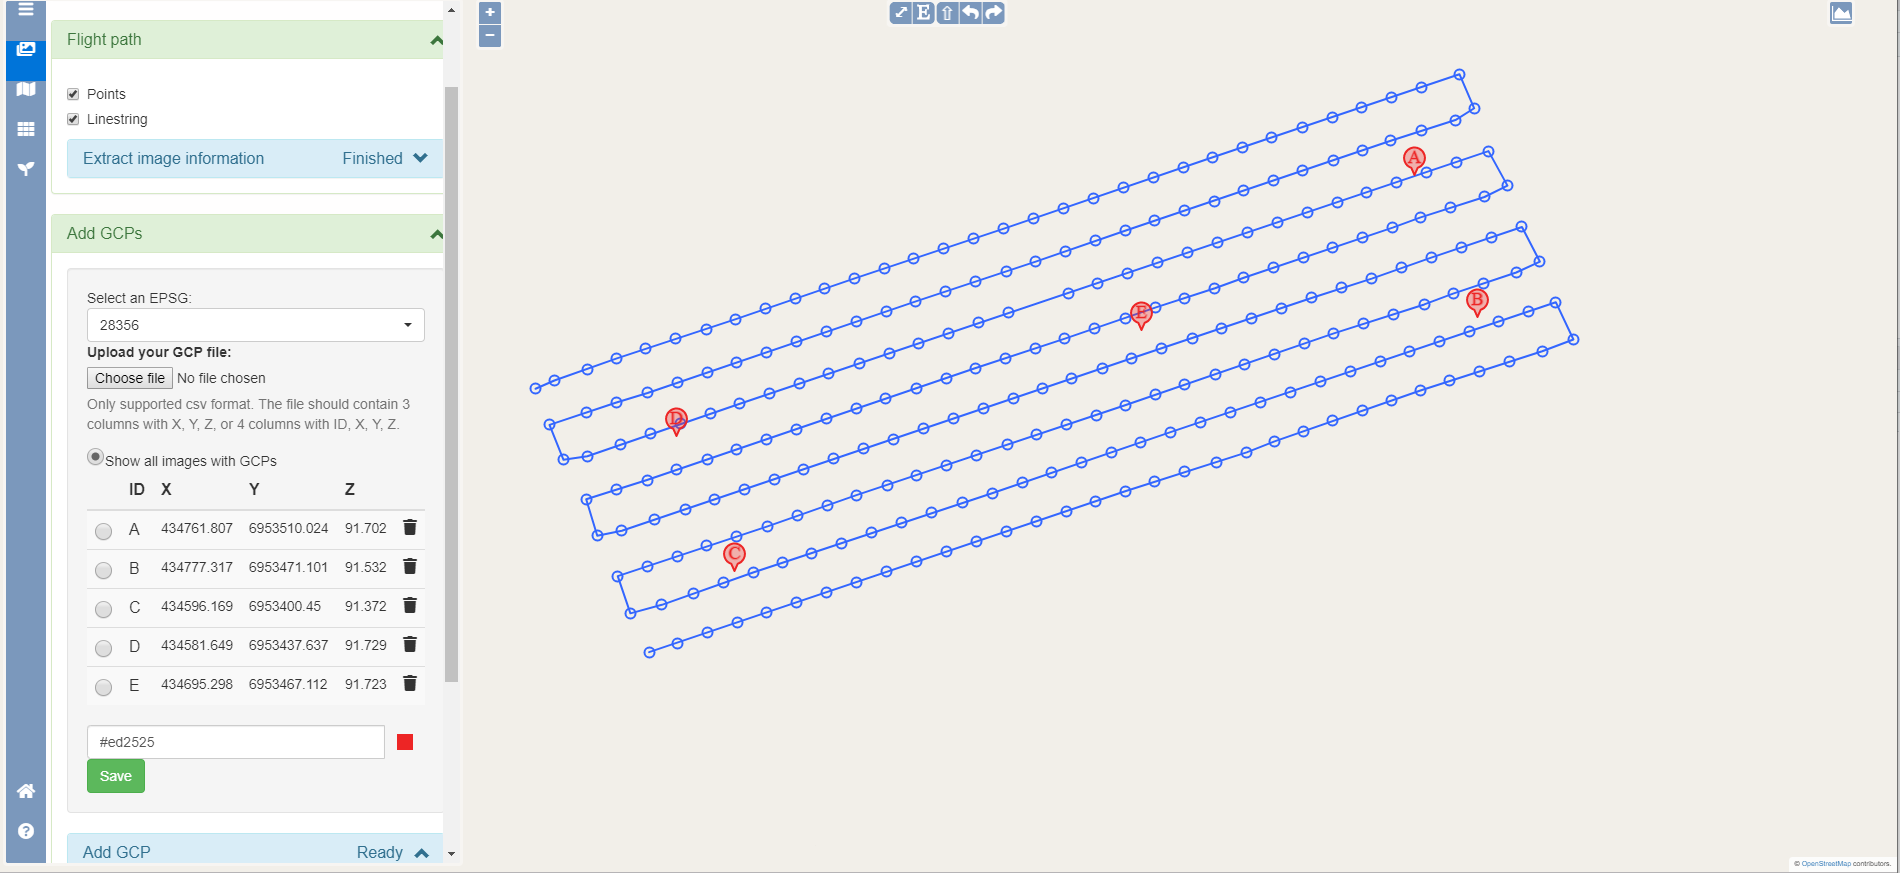 Flight path
Points
Linestring
Extract image information Finished
Add GCPs
Select an EPSG:
28356
Upload your GCP file:
Choose file No file chosen
Only supported csv format. The file should contain 3
columns with X, Y, Z, or 4 columns with ID, X, Y, Z.
Show all images with GCPs
ID X Y Z
A 434761.807 6953510.024 91.702
B 434777.317 6953471.101 91.532
C 434596.169 6953400.45 91.372
D 434581.649 6953437.637 91.729
E 434695.298 6953467.112 91.723
#ed2525
Save
Add GCP Ready
+
−
E
A
B
E
D
C
© OpenStreetMap contributors.